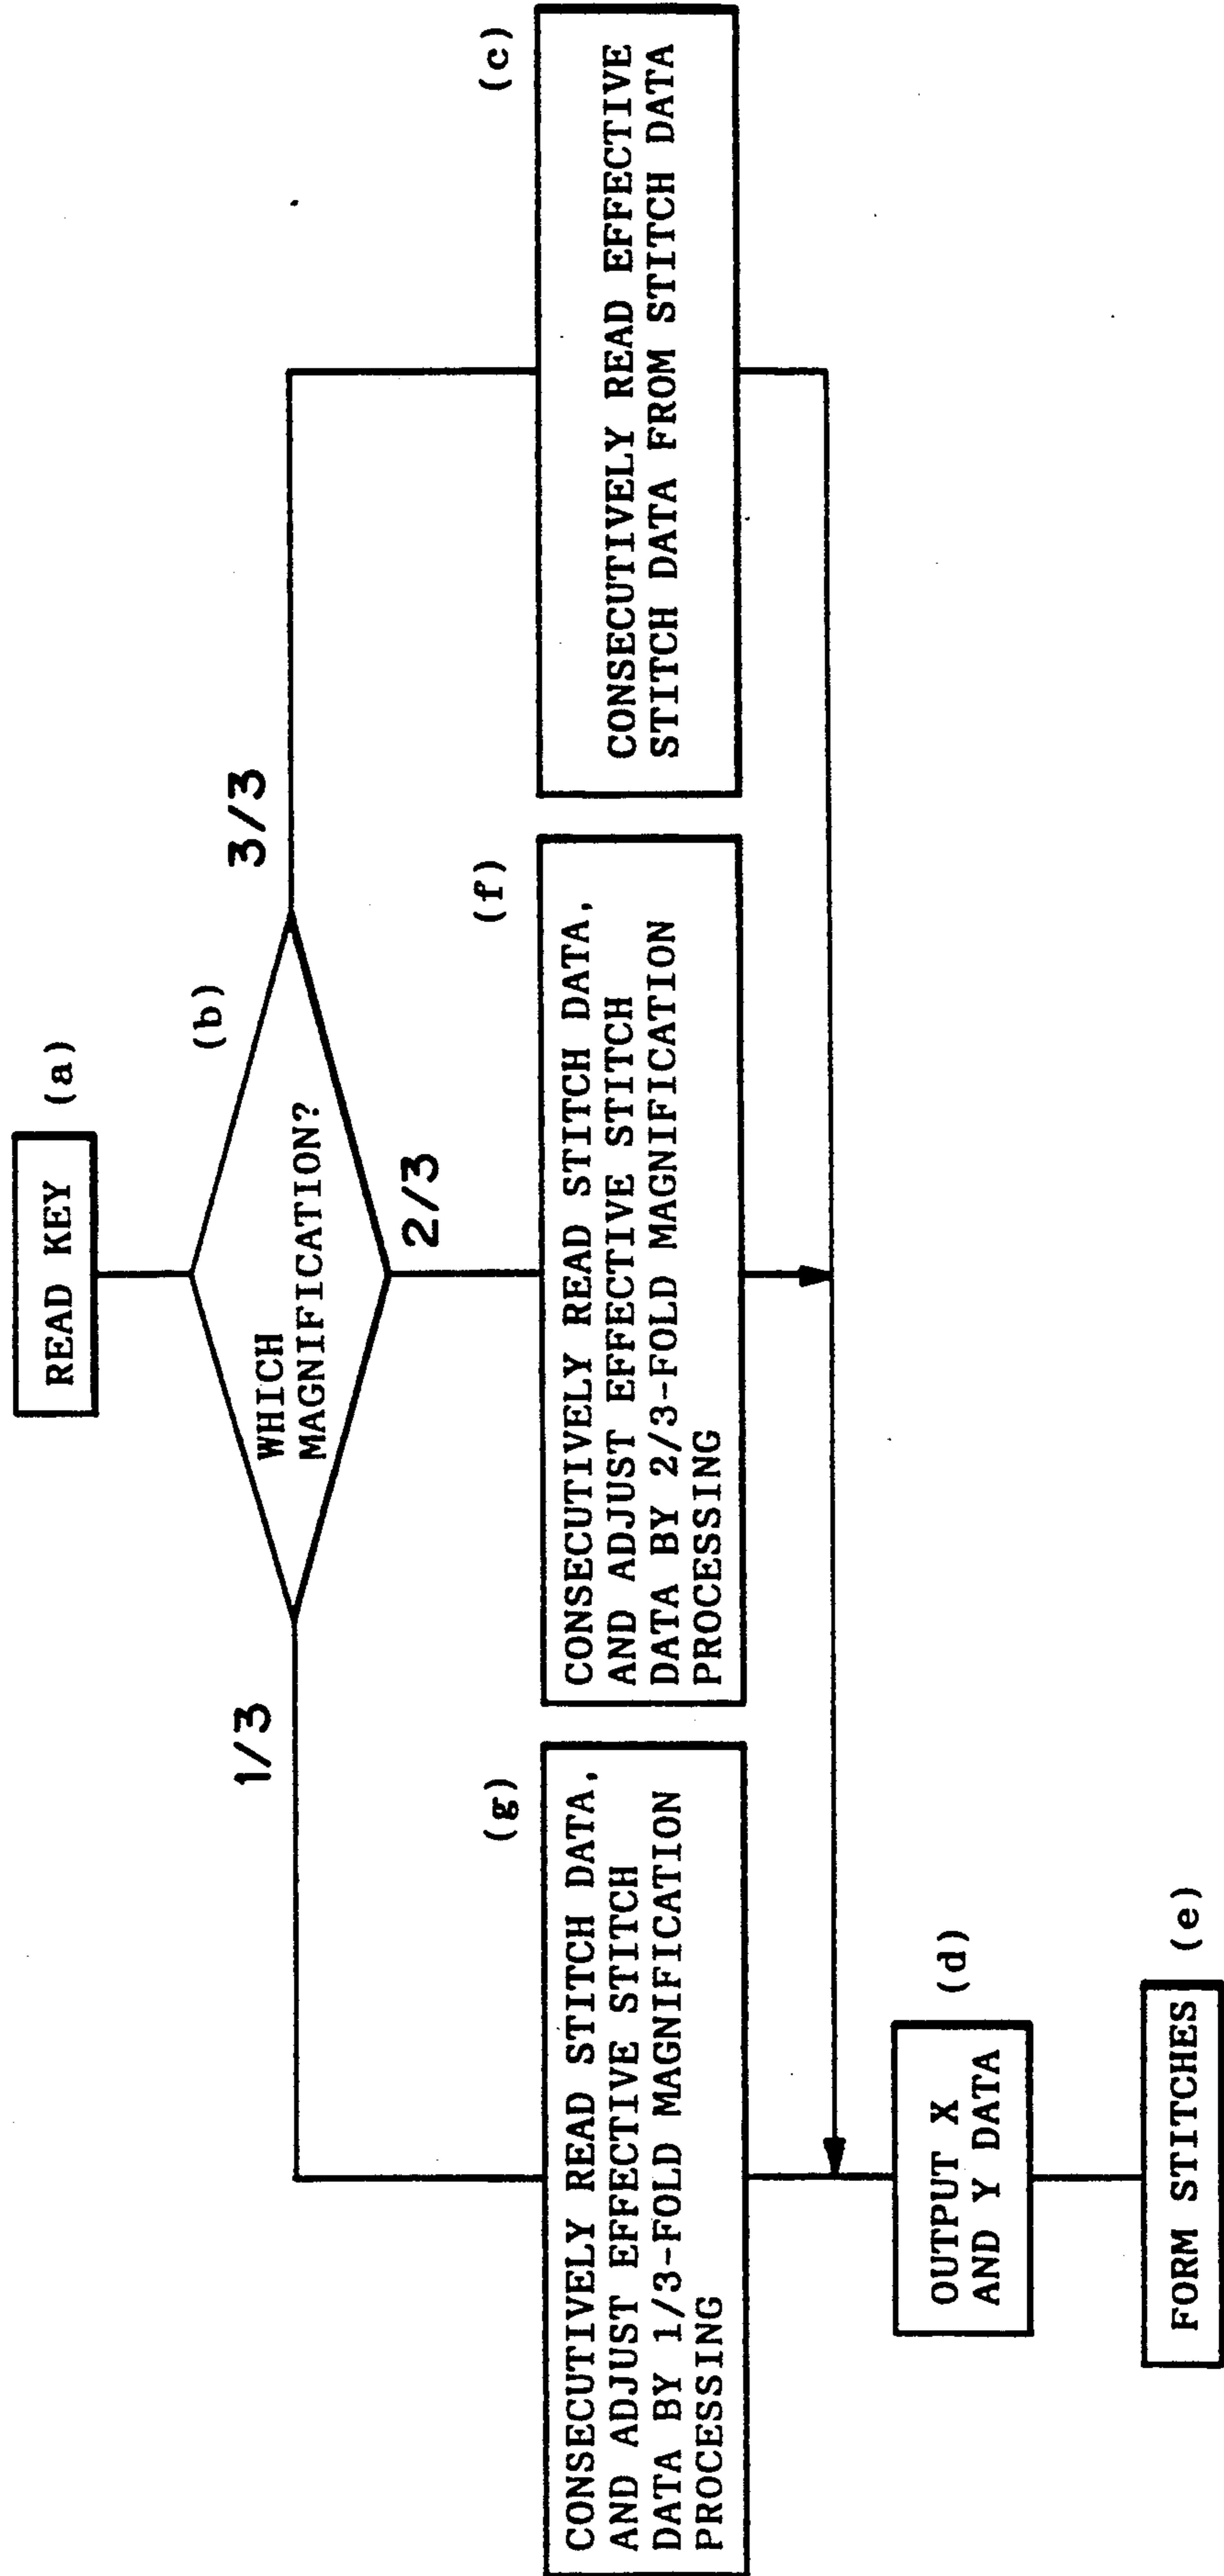 READ KEY
(a)
(b)
WHICH
MAGNIFICATION?
1/3
2/3
3/3
(g)
CONSECUTIVELY READ STITCH DATA,
AND ADJUST EFFECTIVE STITCH
DATA BY 1/3-FOLD MAGNIFICATION
PROCESSING
(f)
CONSECUTIVELY READ STITCH DATA,
AND ADJUST EFFECTIVE STITCH
DATA BY 2/3-FOLD MAGNIFICATION
PROCESSING
(c)
CONSECUTIVELY READ EFFECTIVE
STITCH DATA FROM STITCH DATA
OUTPUT X
AND Y DATA
(d)
FORM STITCHES
(e)